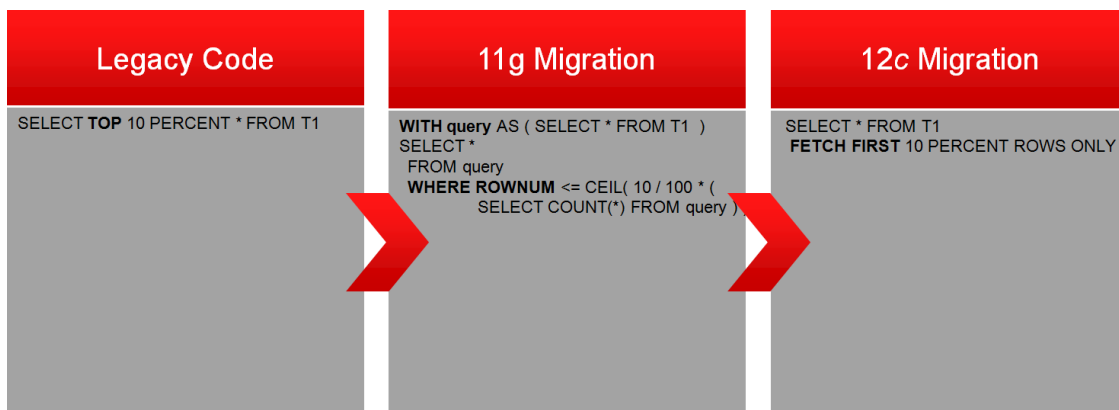 Legacy Code
SELECT TOP 10 PERCENT * FROM T1
11g Migration
WITH query AS ( SELECT * FROM T1 )
SELECT *
FROM query
WHERE ROWNUM <= CEIL( 10 / 100 * (
SELECT COUNT(*) FROM query ) )
12c Migration
SELECT * FROM T1
FETCH FIRST 10 PERCENT ROWS ONLY